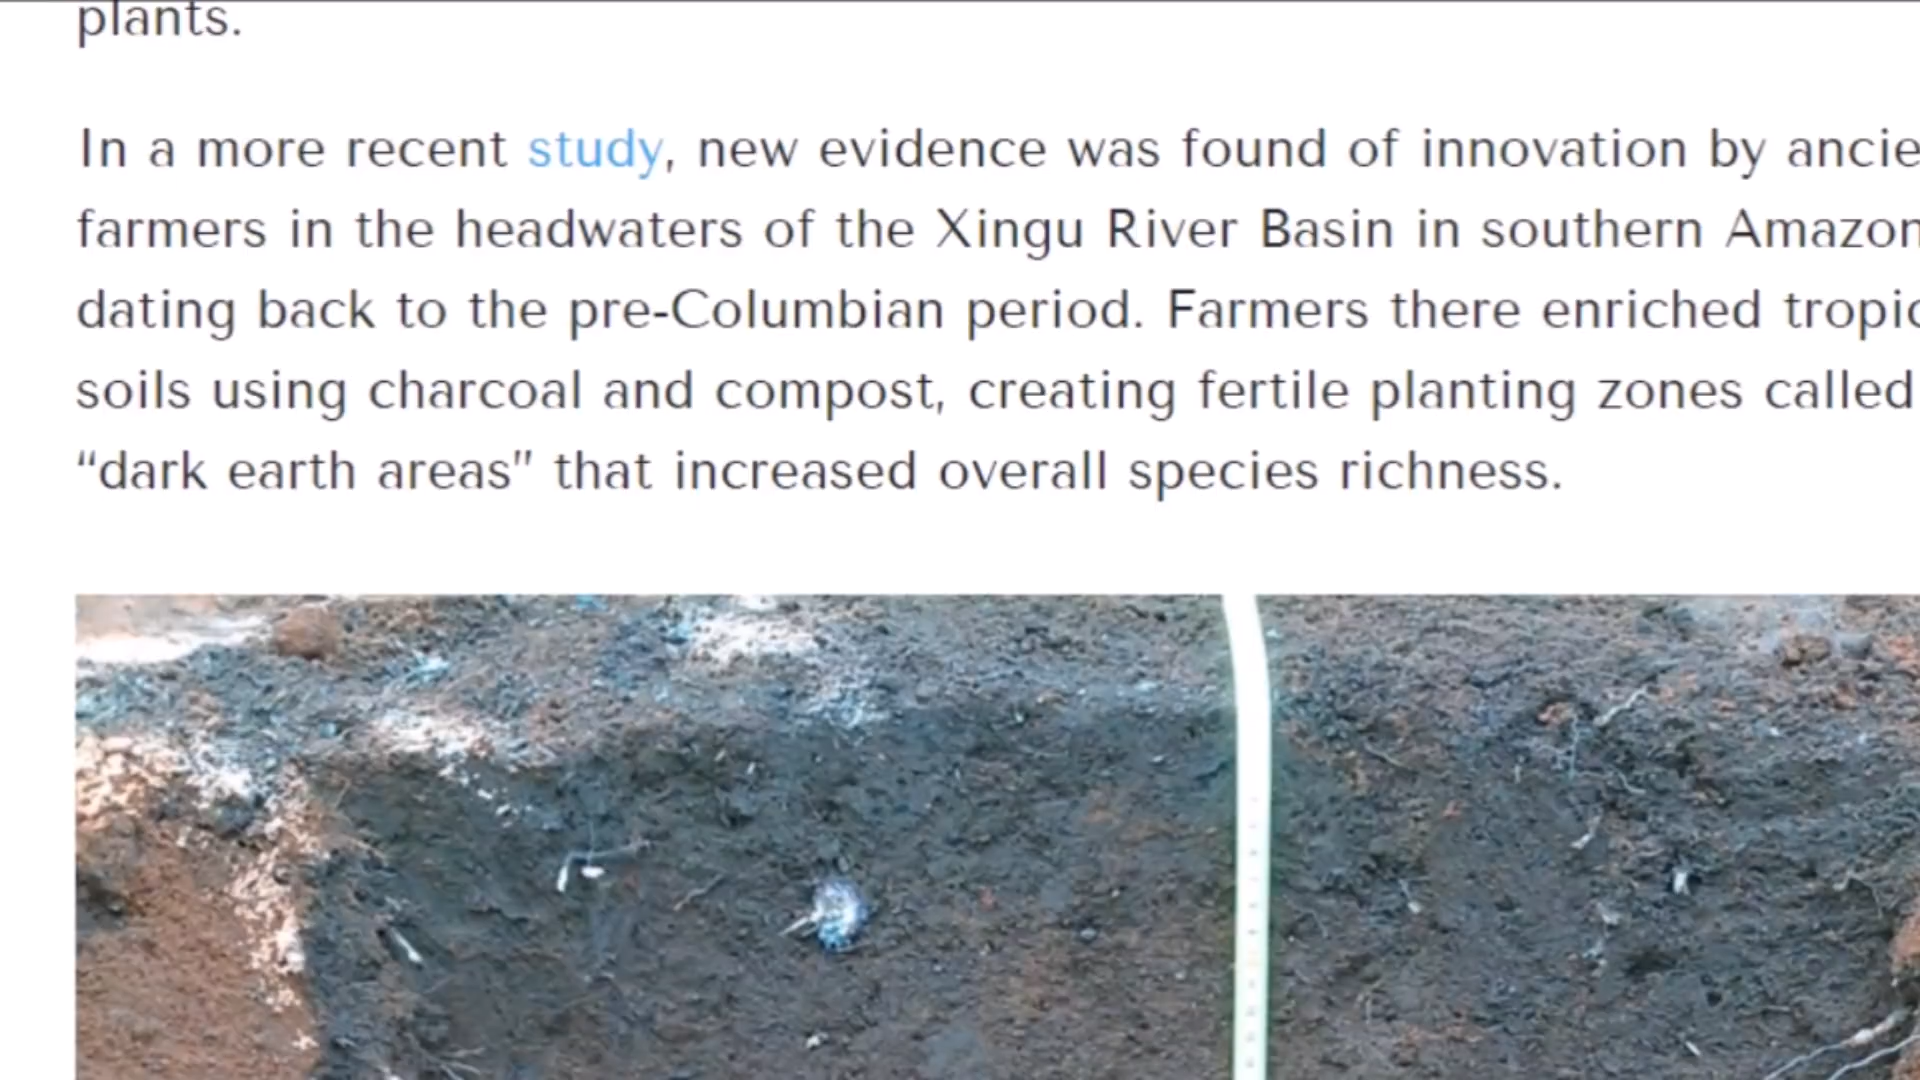 plants.
In a more recent study, new evidence was found of innovation by ancie
farmers in the headwaters of the Xingu River Basin in southern Amazon
dating back to the pre-Columbian period. Farmers there enriched tropic
soils using charcoal and compost, creating fertile planting zones called
“dark earth areas” that increased overall species richness.